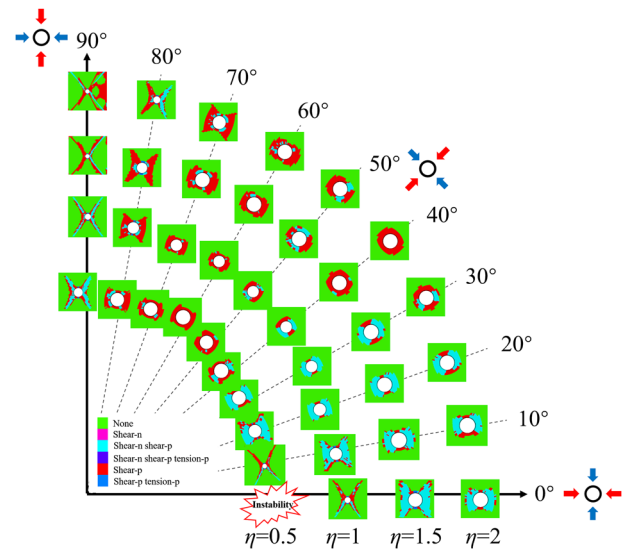 90°
80°
70°
60°
50°
40°
30°
20°
10°
0°
None
Shear-n
Shear-n shear-p
Shear-n shear-p tension-p
Shear-p
Shear-p tension-p
Instability
η=0.5
η=1
η=1.5
η=2